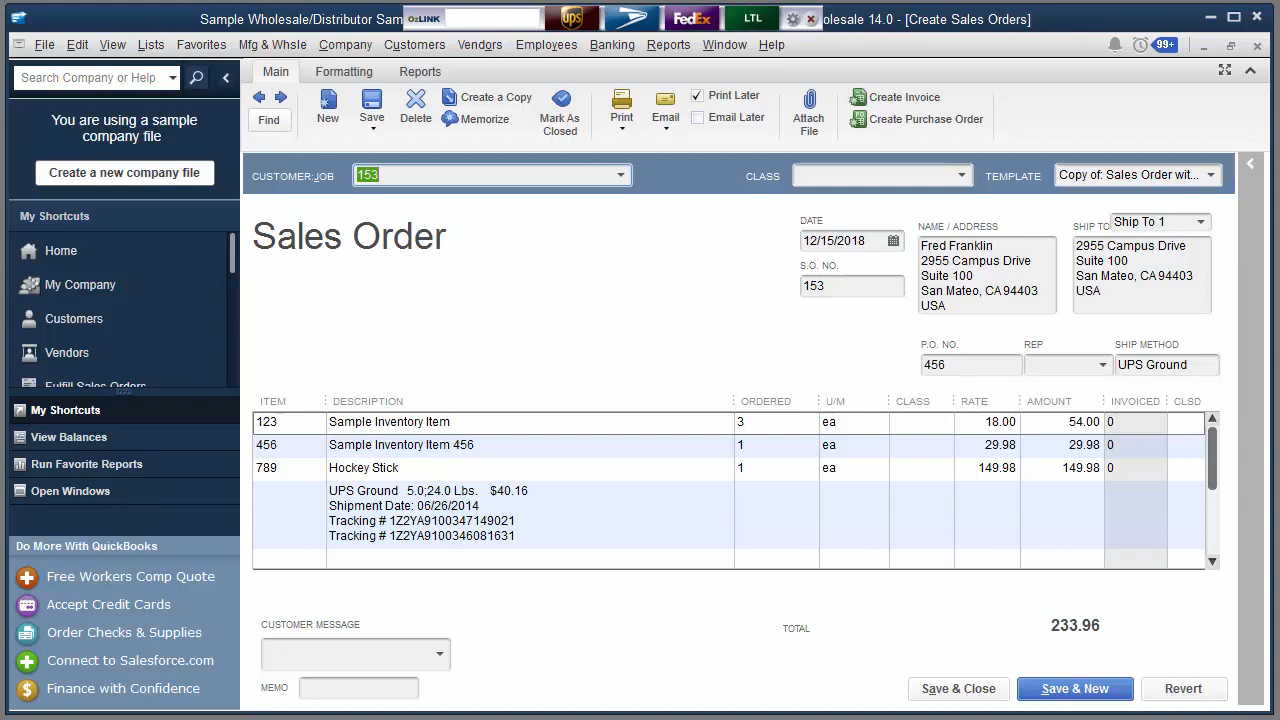 Sample Wholesale/Distributor Sam
OzLINK
UPS
FedEx
LTL
olesale 14.0 - [Create Sales Orders]
File Edit View Lists Favorites Mfg & Whsle Company Customers Vendors Employees Banking Reports Window Help
99+
Search Company or Help
You are using a sample
company file
Create a new company file
My Shortcuts
Home
My Company
Customers
Vendors
Fulfill Sales Orders
My Shortcuts
View Balances
Run Favorite Reports
Open Windows
Do More With QuickBooks
Free Workers Comp Quote
Accept Credit Cards
Order Checks & Supplies
Connect to Salesforce.com
Finance with Confidence
Main Formatting Reports
Find
New
Save
Delete
Create a Copy
Memorize
Mark As
Closed
Print
Email
Print Later
Email Later
Attach
File
Create Invoice
Create Purchase Order
CUSTOMER:JOB 153 CLASS TEMPLATE Copy of: Sales Order wit...
Sales Order
DATE
12/15/2018
S.O. NO.
153
NAME / ADDRESS
Fred Franklin
2955 Campus Drive
Suite 100
San Mateo, CA 94403
USA
SHIP TO Ship To 1
2955 Campus Drive
Suite 100
San Mateo, CA 94403
USA
P.O. NO. REP SHIP METHOD
456 UPS Ground
ITEM DESCRIPTION ORDERED U/M CLASS RATE AMOUNT INVOICED CLSD
123 Sample Inventory Item 3 ea 18.00 54.00 0
456 Sample Inventory Item 456 1 ea 29.98 29.98 0
789 Hockey Stick 1 ea 149.98 149.98 0
UPS Ground 5.0;24.0 Lbs. $40.16
Shipment Date: 06/26/2014
Tracking # 1Z2YA9100347149021
Tracking # 1Z2YA9100346081631
CUSTOMER MESSAGE
TOTAL 233.96
MEMO
Save & Close Save & New Revert